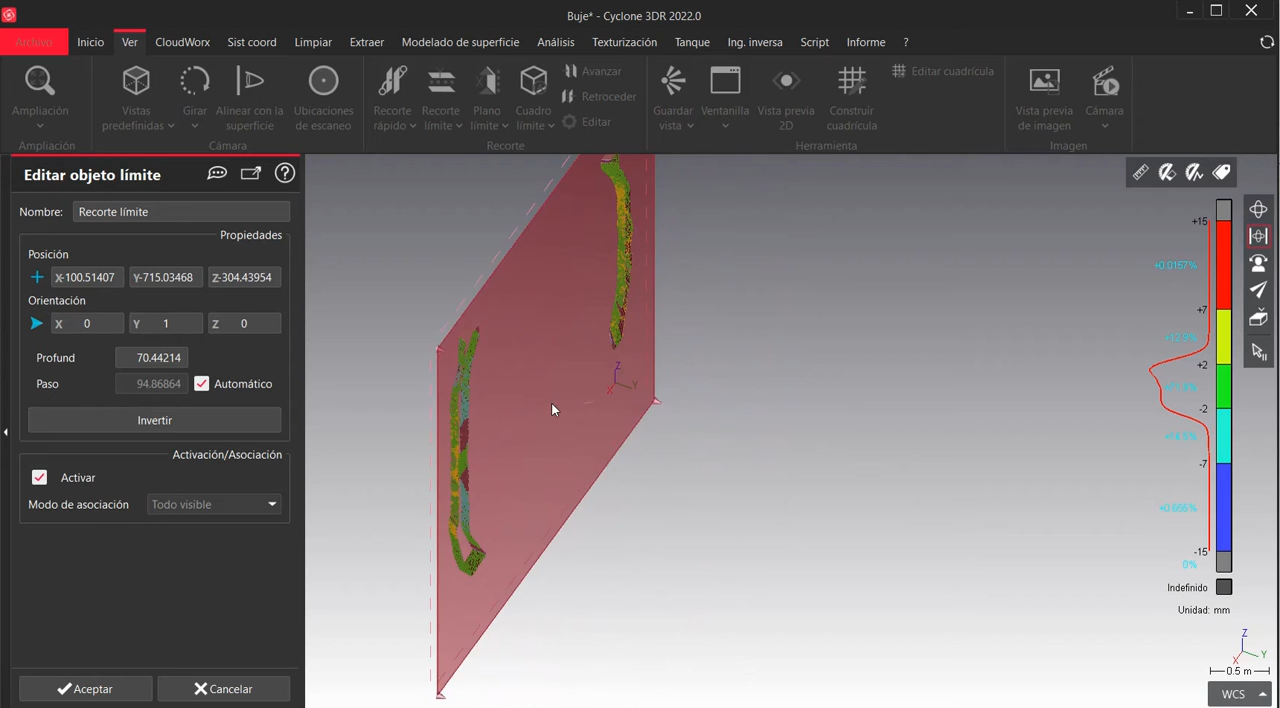 Buje* - Cyclone 3DR 2022.0
Archivo Inicio Ver CloudWorx Sist coord Limpiar Extraer Modelado de superficie Análisis Texturización Tanque Ing. inversa Script Informe ?
Ampliación
Vistas predefinidas
Girar
Alinear con la superficie
Ubicaciones de escaneo
Recorte rápido
Recorte límite
Plano límite
Cuadro límite
Avanzar
Retroceder
Editar
Guardar vista
Ventanilla
Vista previa 2D
Construir cuadrícula
Editar cuadrícula
Vista previa de imagen
Cámara
Ampliación Cámara Recorte Herramienta Imagen
Editar objeto límite
Nombre: Recorte límite
Propiedades
Posición
X-100.51407 Y-715.03468 Z-304.43954
Orientación
X 0 Y 1 Z 0
Profund 70.44214
Paso 94.86864 Automático
Invertir
Activación/Asociación
Activar
Modo de asociación Todo visible
Aceptar Cancelar
Z
X Y
+15
+0.0157%
+7
+12.9%
+2
-2
+14.5%
-7
+0.656%
-15
0%
Indefinido
Unidad: mm
Z
Y
X
0.5 m
WCS